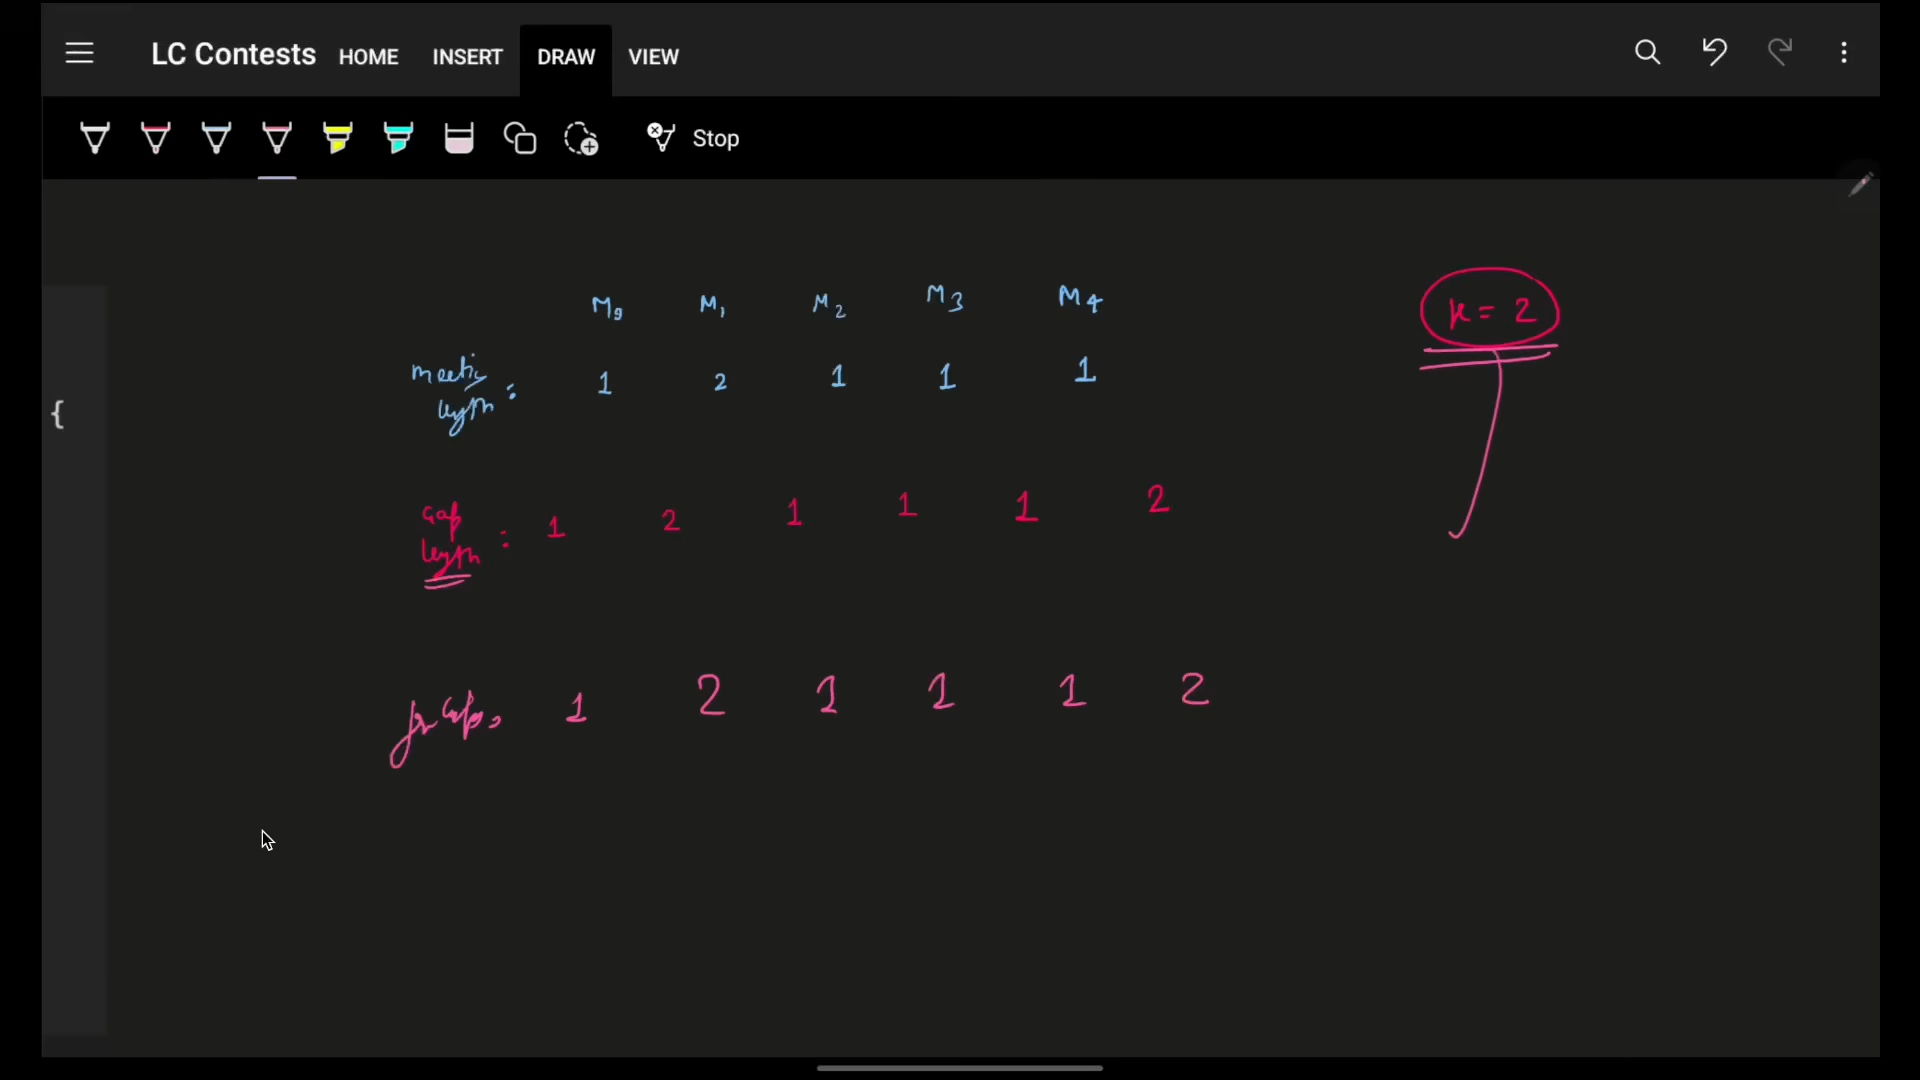 LC Contests HOME INSERT DRAW VIEW
Stop
M0 M1 M2 M3 M4
k = 2
1 2 1 1 1
length :
{
Gap
length : 1 2 1 1 1 2
1 2 1 1 1 2